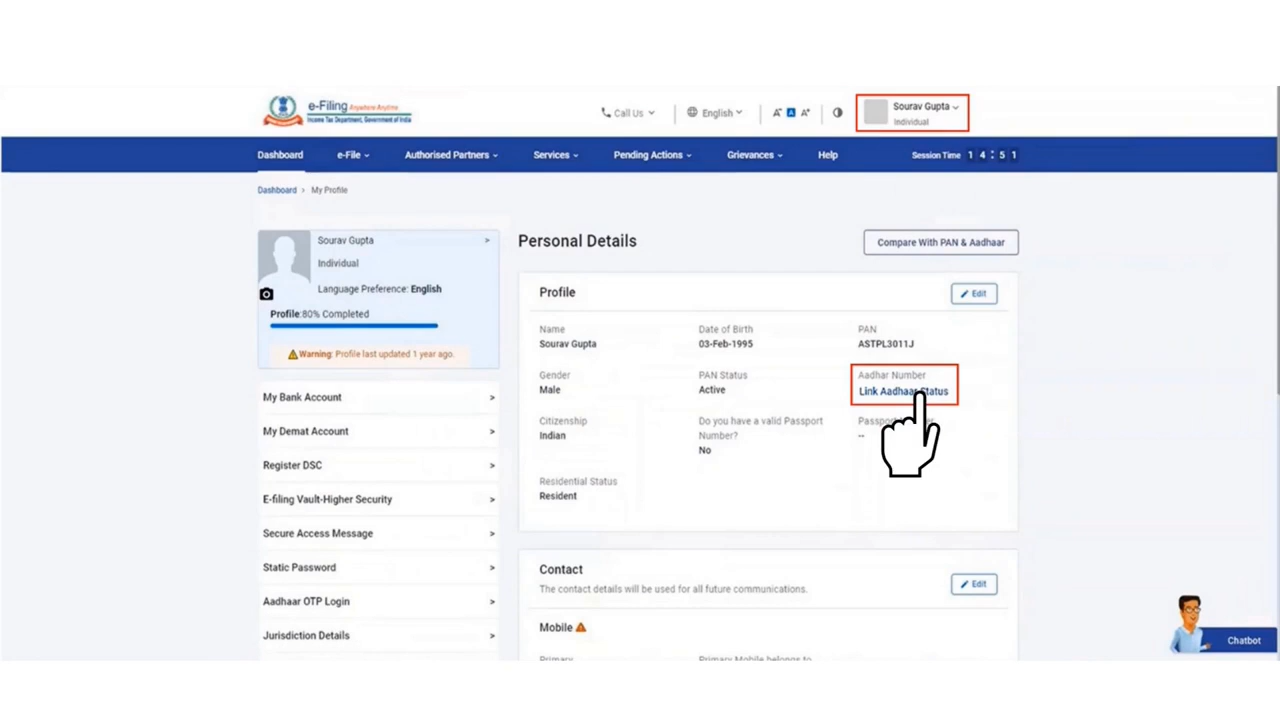 e-Filing Anywhere Anytime
Income Tax Department, Government of India
Call Us
English
A- A A+
Sourav Gupta
Individual
Dashboard e-File Authorised Partners Services Pending Actions Grievances Help Session Time 1 4 : 5 1
Dashboard > My Profile
Sourav Gupta >
Individual
Language Preference: English
Profile:80% Completed
Warning: Profile last updated 1 year ago.
My Bank Account >
My Demat Account >
Register DSC >
E-filing Vault-Higher Security >
Secure Access Message >
Static Password >
Aadhaar OTP Login >
Jurisdiction Details >
Personal Details
Compare With PAN & Aadhaar
Profile
Edit
Name
Sourav Gupta
Date of Birth
03-Feb-1995
PAN
ASTPL3011J
Gender
Male
PAN Status
Active
Aadhar Number
Link Aadhaar Status
Citizenship
Indian
Do you have a valid Passport
Number?
No
Passport
--
Residential Status
Resident
Contact
The contact details will be used for all future communications.
Edit
Mobile
Primary
Primary Mobile belongs to
Chatbot